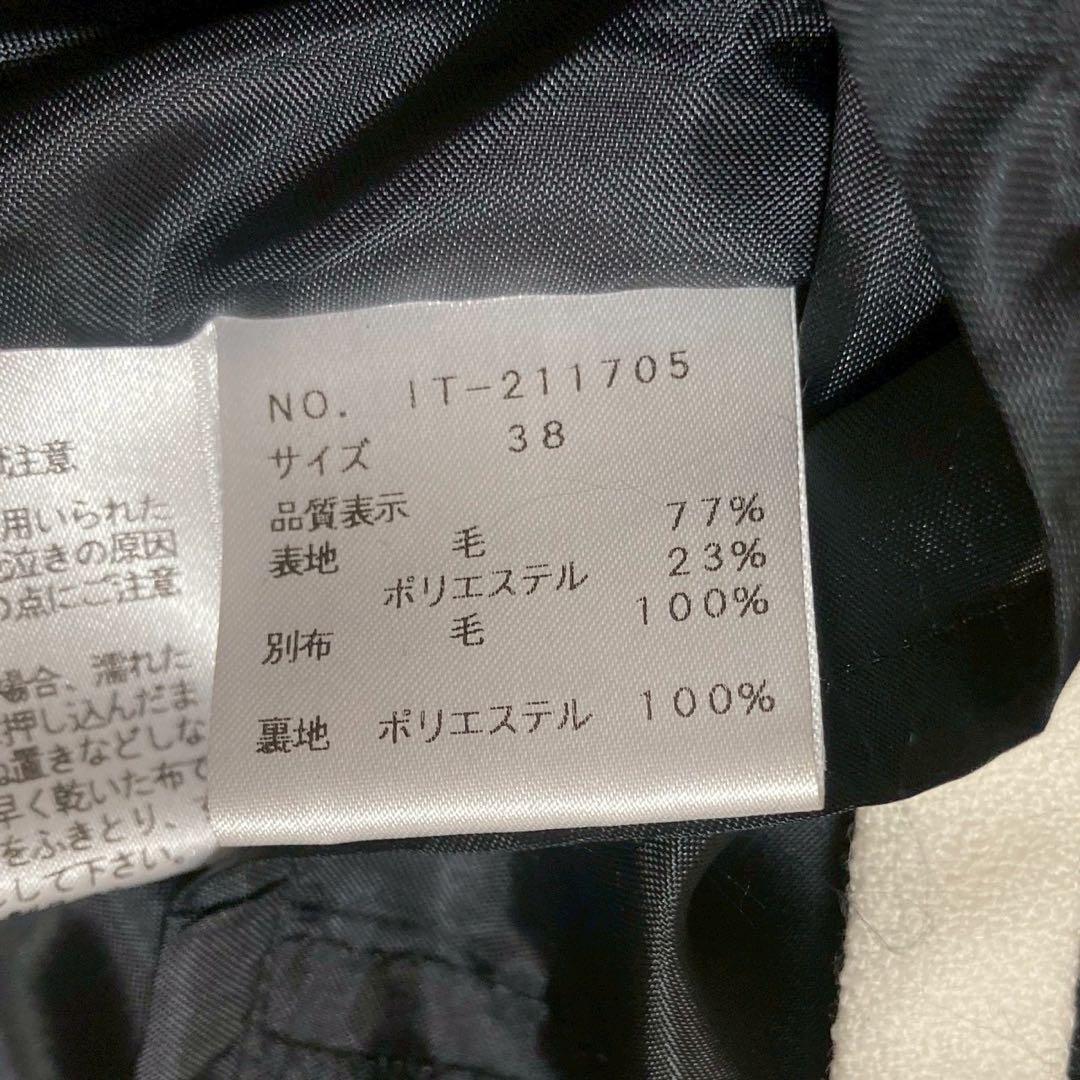 注意
用いられた
泣きの原因
の点にご注意
場合、濡れた
押し込んだま
置きなどしな
早く乾いた布で
をふきとり、
して下さい。
NO. IT-211705
サイズ 38
品質表示
表地 毛 77%
ポリエステル 23%
別布 毛 100%
裏地 ポリエステル 100%